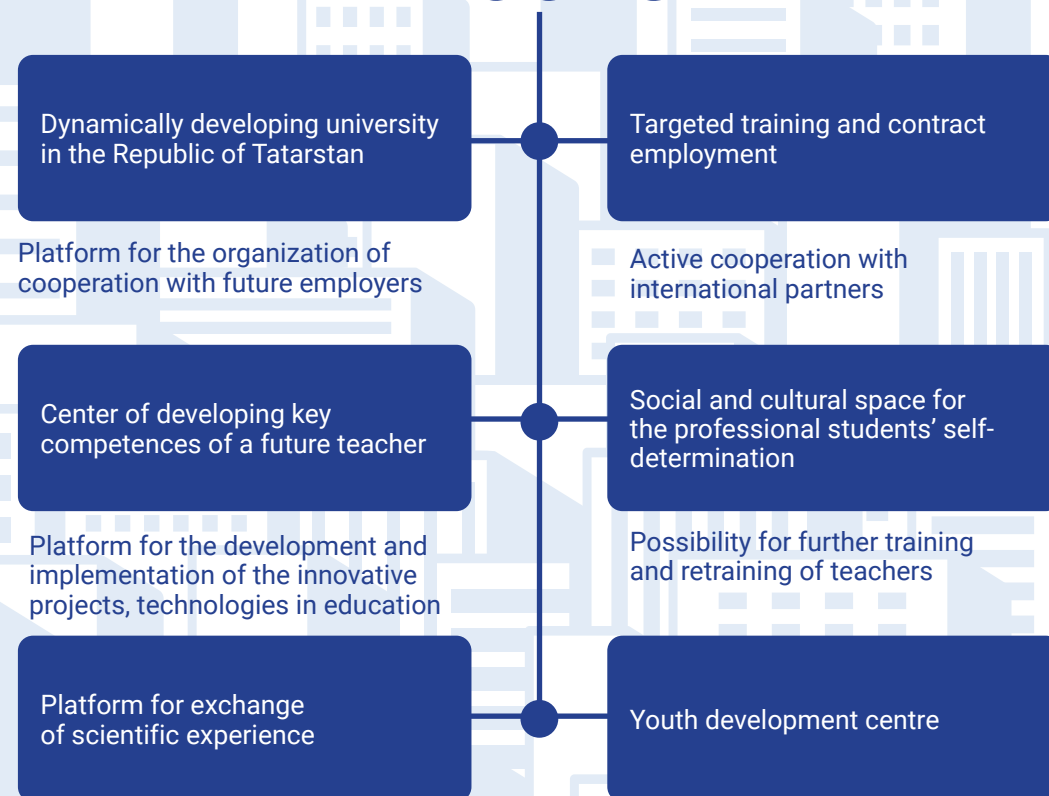 Dynamically developing university
in the Republic of Tatarstan
Targeted training and contract
employment
Platform for the organization of
cooperation with future employers
Active cooperation with
international partners
Center of developing key
competences of a future teacher
Social and cultural space for
the professional students’ self-
determination
Platform for the development and
implementation of the innovative
projects, technologies in education
Possibility for further training
and retraining of teachers
Platform for exchange
of scientific experience
Youth development centre